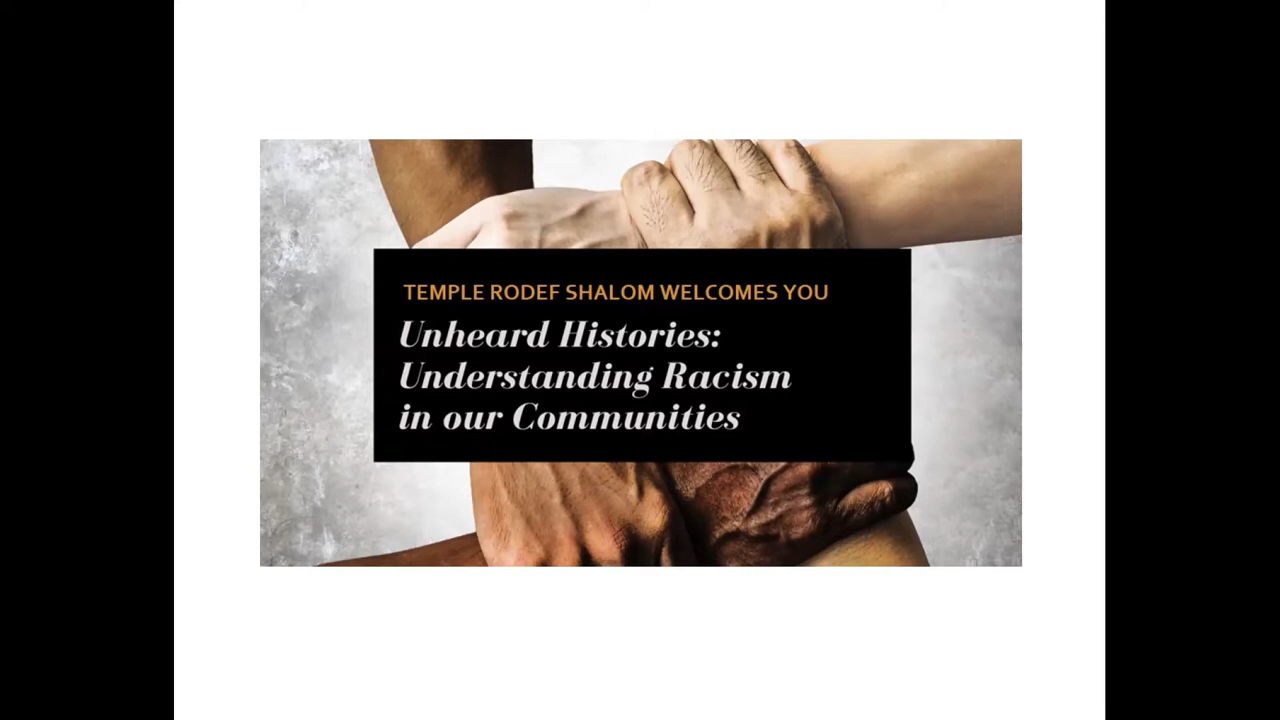 TEMPLE RODEF SHALOM WELCOMES YOU
Unheard Histories:
Understanding Racism
in our Communities